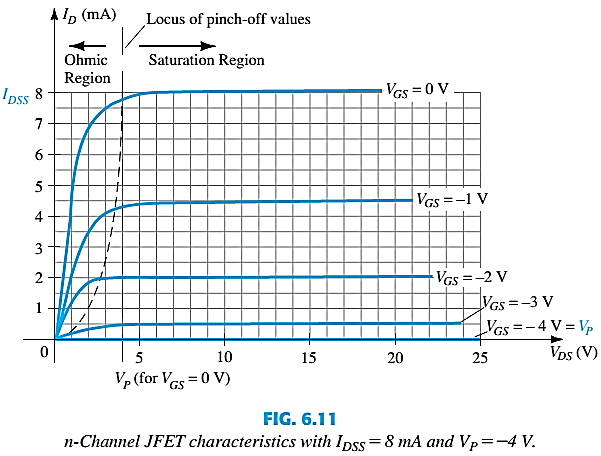 I_D (mA)
Locus of pinch-off values
Ohmic
Region
Saturation Region
I_DSS 8
V_GS = 0 V
7
6
5
V_GS = –1 V
4
3
2
V_GS = –2 V
1
V_GS = –3 V
V_GS = – 4 V = V_P
0
5
10
15
20
25
V_DS (V)
V_P (for V_GS = 0 V)
FIG. 6.11
n-Channel JFET characteristics with I_DSS = 8 mA and V_P = –4 V.